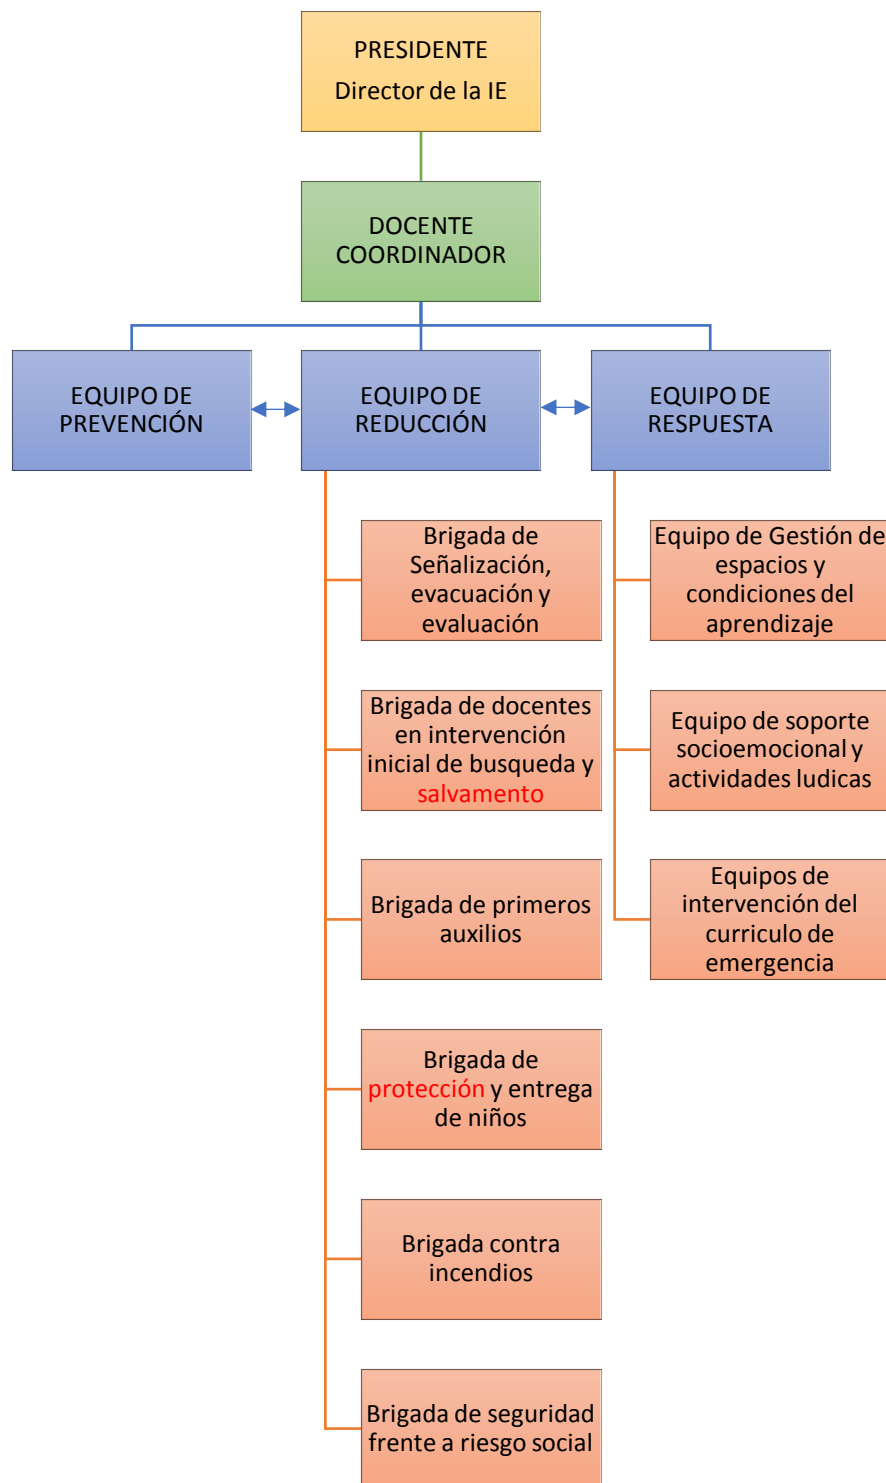 PRESIDENTE
Director de la IE
DOCENTE
COORDINADOR
EQUIPO DE
PREVENCIÓN
EQUIPO DE
REDUCCIÓN
EQUIPO DE
RESPUESTA
Brigada de
Señalización,
evacuación y
evaluación
Brigada de docentes
en intervención
inicial de busqueda y
salvamento
Brigada de primeros
auxilios
Brigada de
protección y entrega
de niños
Brigada contra
incendios
Brigada de seguridad
frente a riesgo social
Equipo de Gestión de
espacios y
condiciones del
aprendizaje
Equipo de soporte
socioemocional y
actividades ludicas
Equipos de
intervención del
curriculo de
emergencia